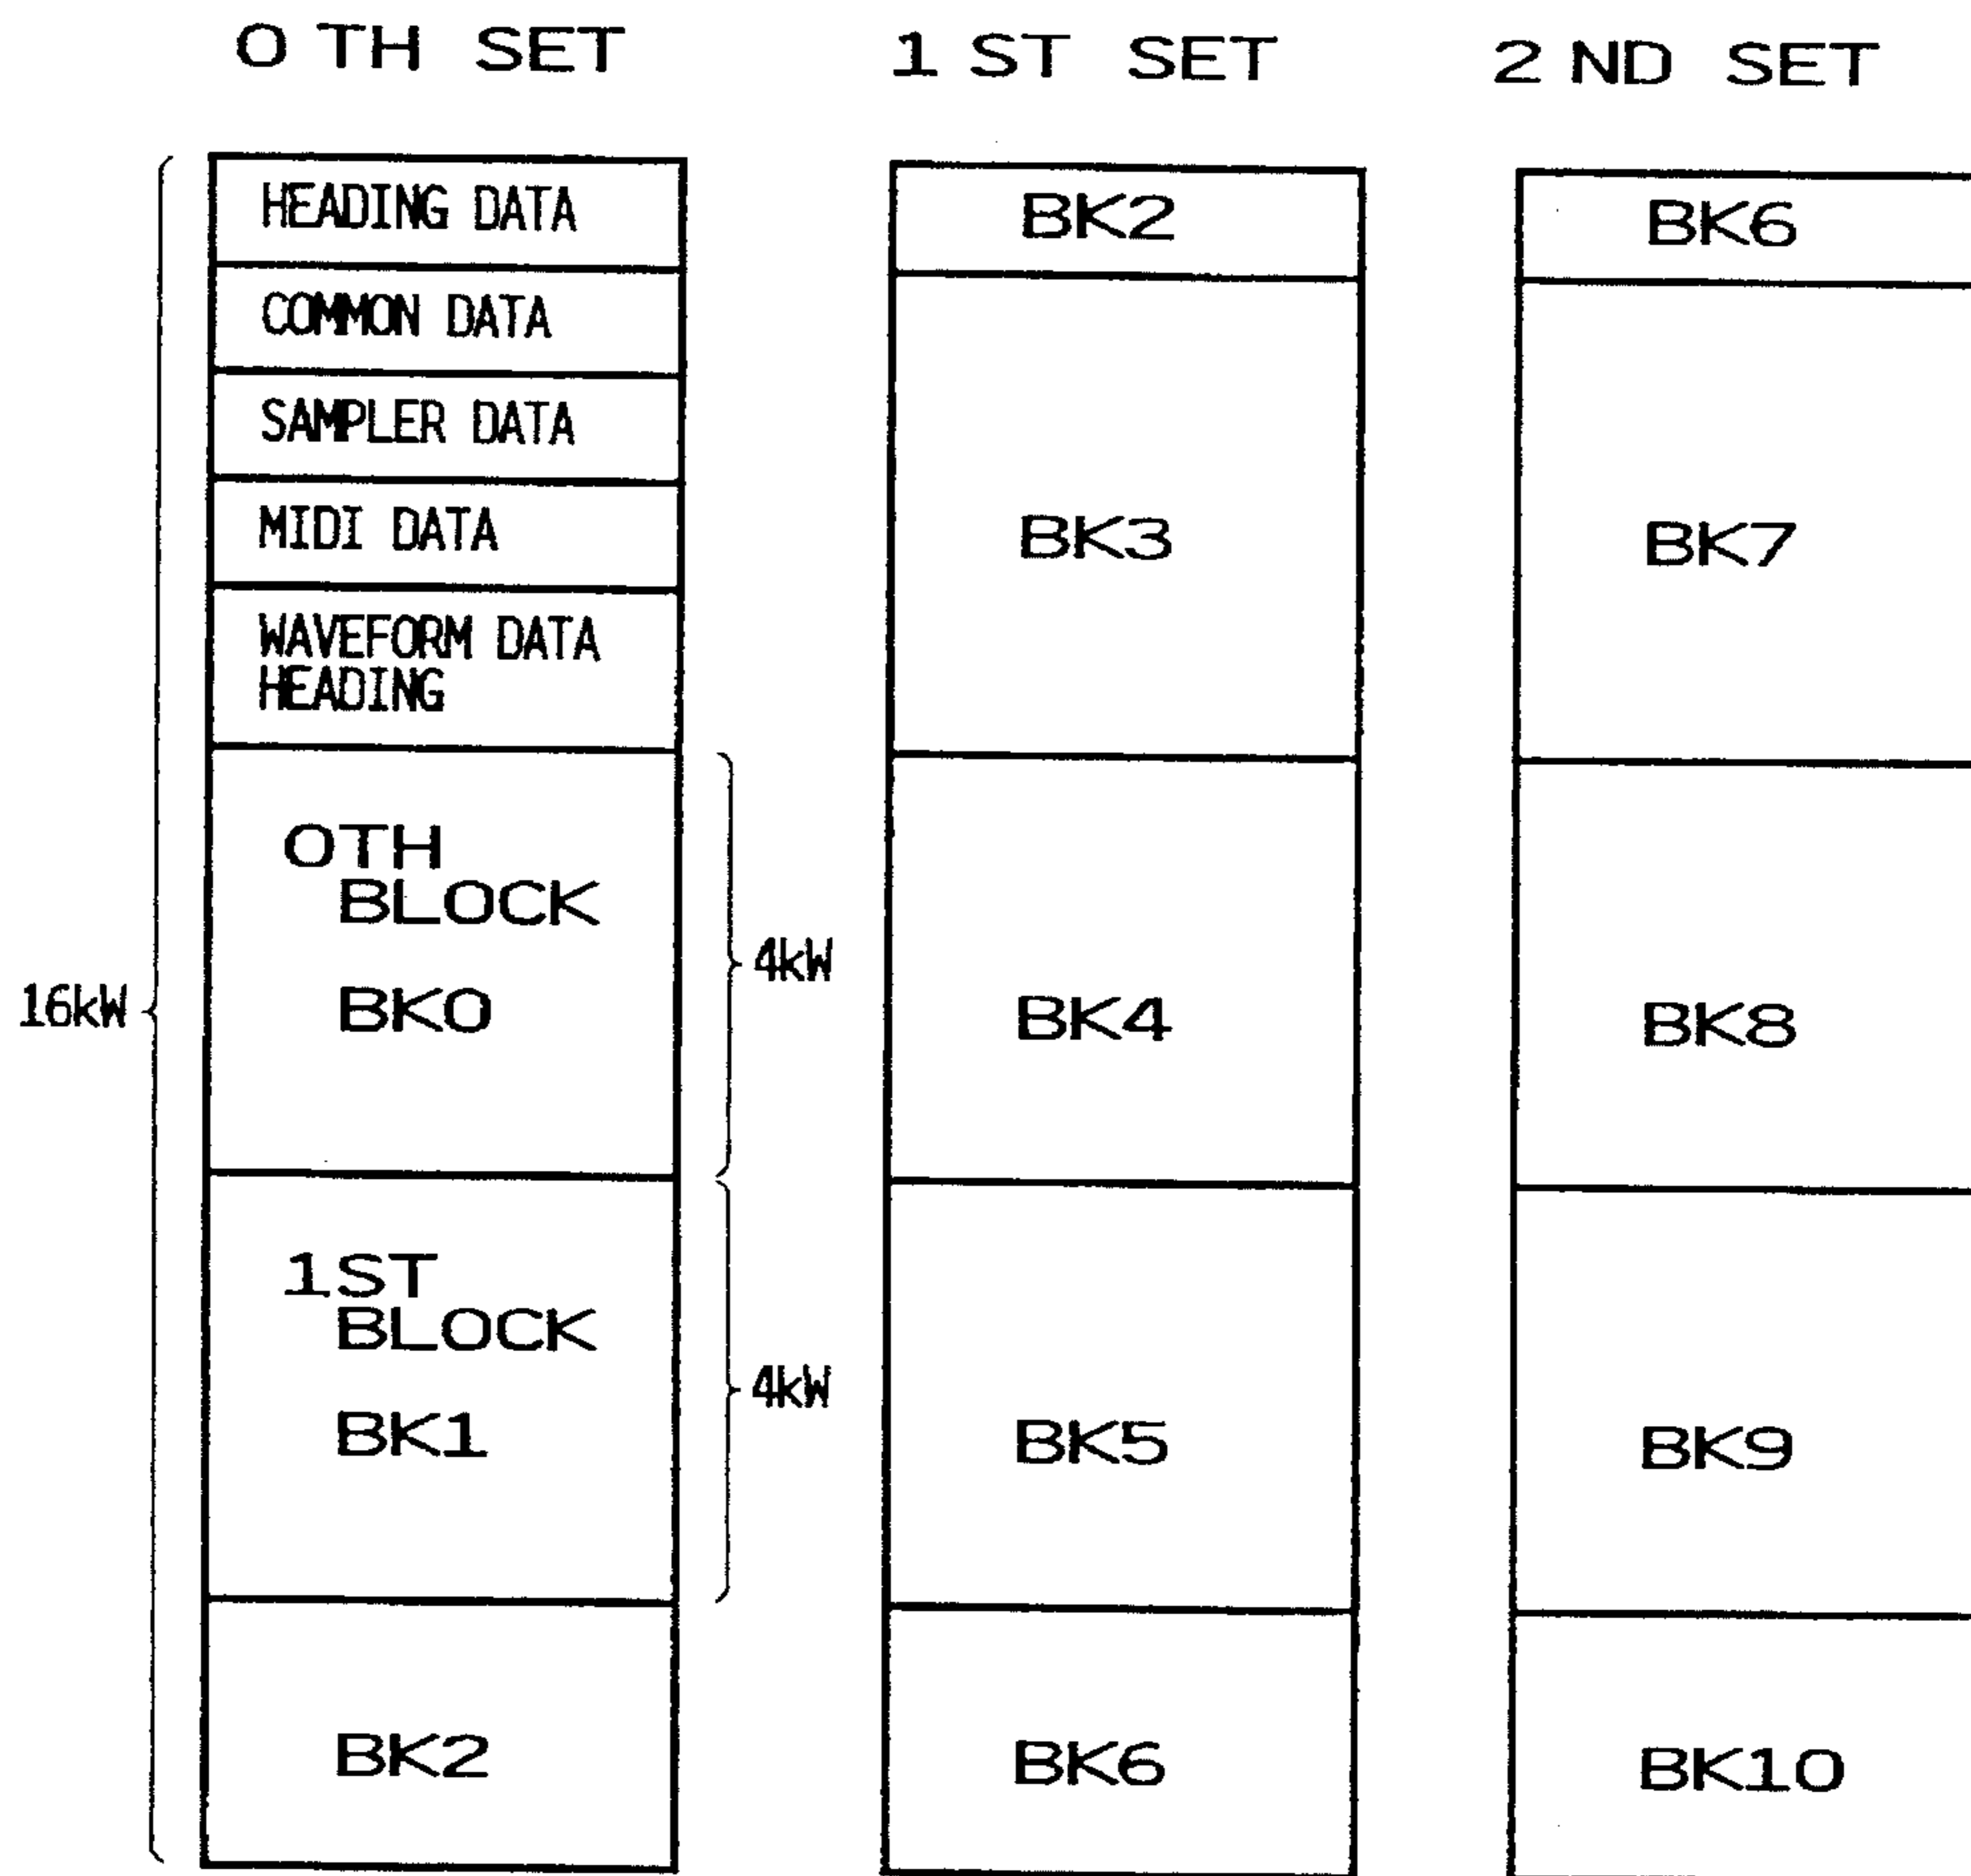 0 TH SET
HEADING DATA
COMMON DATA
SAMPLER DATA
MIDI DATA
WAVEFORM DATA
HEADING
0TH
BLOCK
BK0
1ST
BLOCK
BK1
BK2
16kW
4kW
4kW
1 ST SET
BK2
BK3
BK4
BK5
BK6
2 ND SET
BK6
BK7
BK8
BK9
BK10